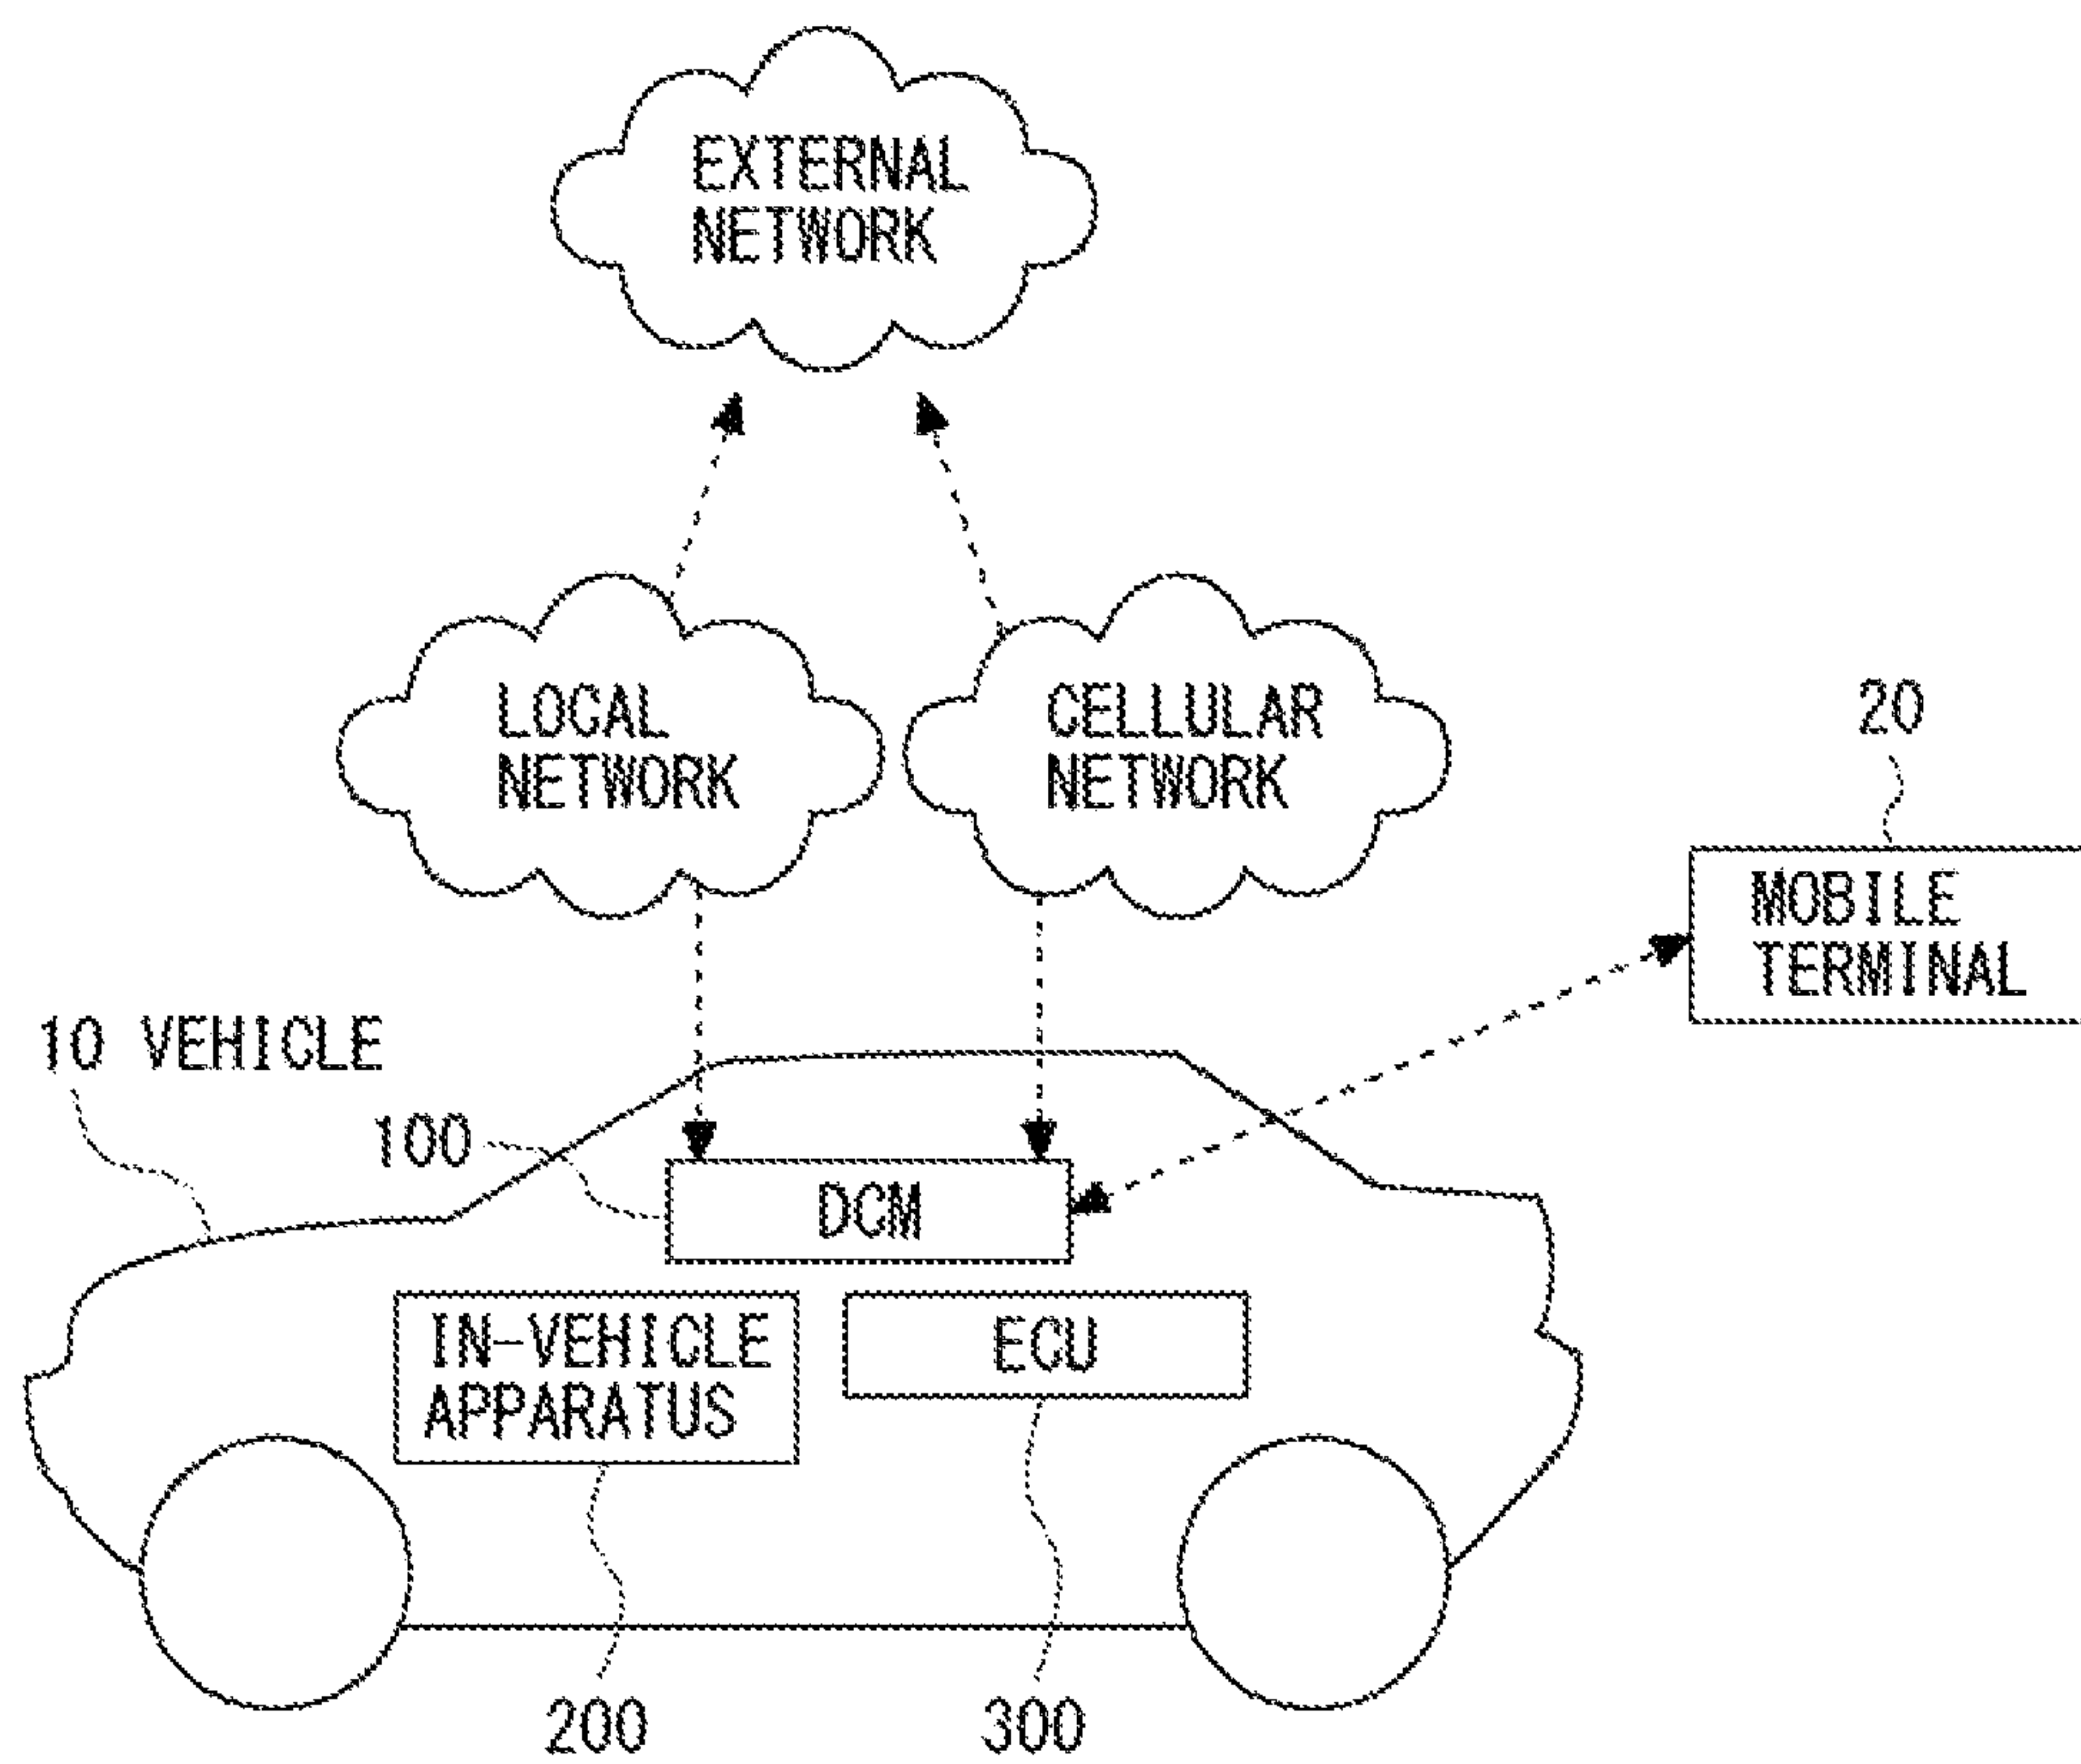 EXTERNAL
NETWORK
LOCAL
NETWORK
CELLULAR
NETWORK
20
MOBILE
TERMINAL
10 VEHICLE
100
DCM
IN-VEHICLE
APPARATUS
ECU
200
300